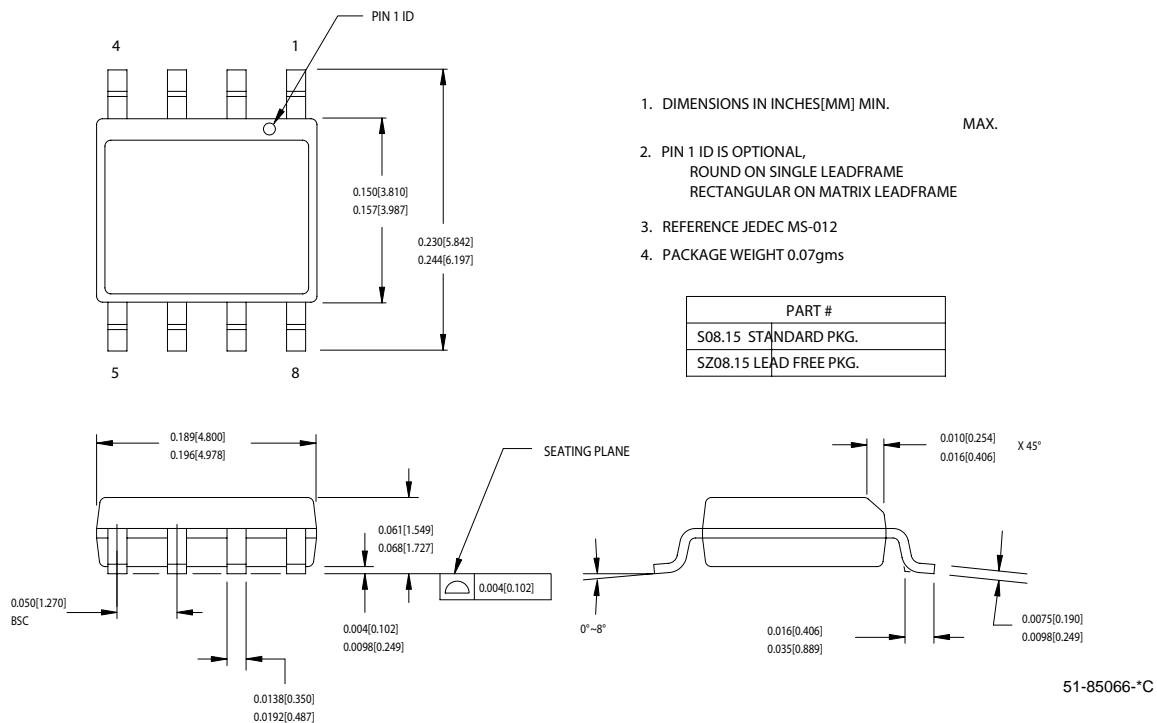 PIN 1 ID
4 1
0.150[3.810]
0.157[3.987]
0.230[5.842]
0.244[6.197]
5 8
1. DIMENSIONS IN INCHES[MM] MIN.
MAX.
2. PIN 1 ID IS OPTIONAL,
ROUND ON SINGLE LEADFRAME
RECTANGULAR ON MATRIX LEADFRAME
3. REFERENCE JEDEC MS-012
4. PACKAGE WEIGHT 0.07gms
PART #
S08.15 STANDARD PKG.
SZ08.15 LEAD FREE PKG.
0.189[4.800]
0.196[4.978]
SEATING PLANE
0.010[0.254]
0.016[0.406]
X 45°
0.061[1.549]
0.068[1.727]
0.004[0.102]
0.050[1.270]
BSC
0.004[0.102]
0.0098[0.249]
0°~8°
0.016[0.406]
0.035[0.889]
0.0075[0.190]
0.0098[0.249]
0.0138[0.350]
0.0192[0.487]
51-85066-*C